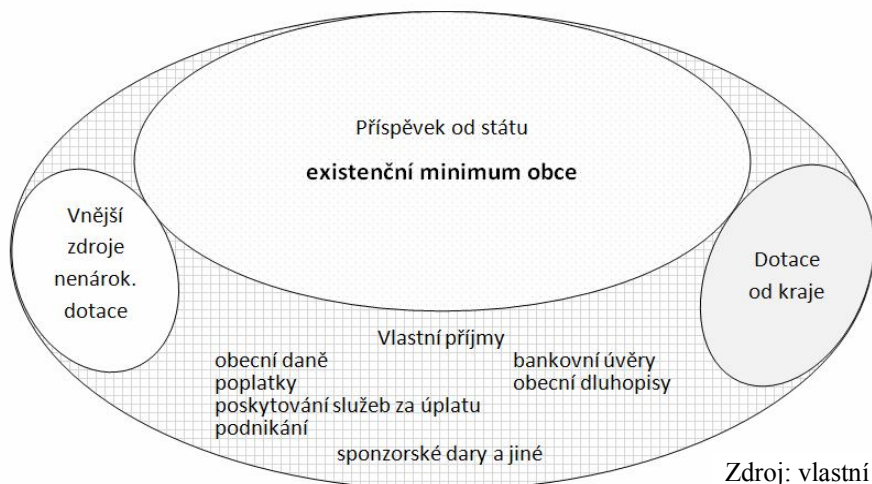 Příspěvek od státu
existenční minimum obce
Vnější
zdroje
nenárok.
dotace
Dotace
od kraje
Vlastní příjmy
obecní daně
poplatky
poskytování služeb za úplatu
podnikání
bankovní úvěry
obecní dluhopisy
sponzorské dary a jiné
Zdroj: vlastní